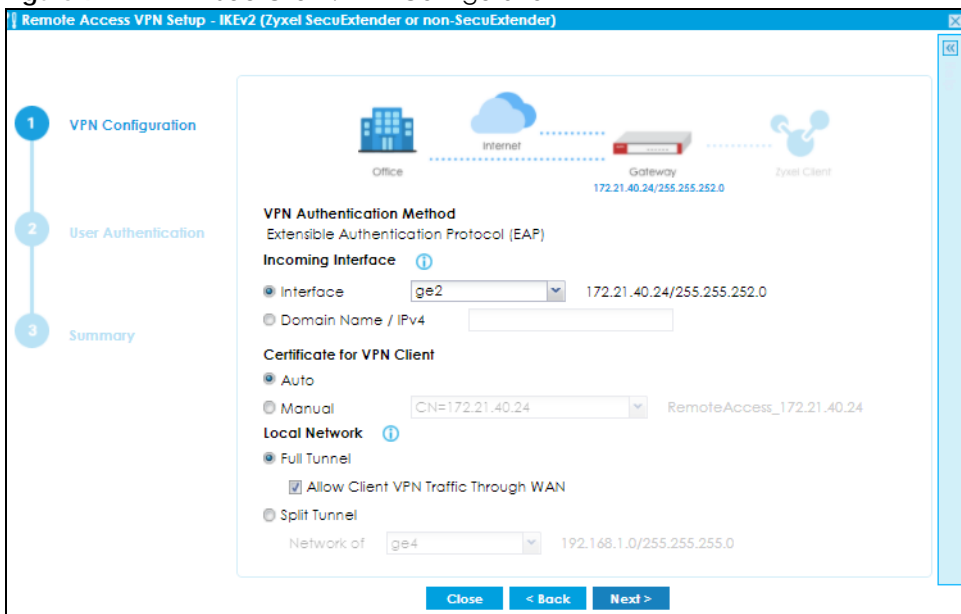 Remote Access VPN Setup - IKEv2 (Zyxel SecuExtender or non-SecuExtender)
1 VPN Configuration
2 User Authentication
3 Summary
Office
Internet
Gateway
172.21.40.24/255.255.252.0
Zyxel Client
VPN Authentication Method
Extensible Authentication Protocol (EAP)
Incoming Interface
Interface ge2 172.21.40.24/255.255.252.0
Domain Name / IPv4
Certificate for VPN Client
Auto
Manual CN=172.21.40.24 RemoteAccess_172.21.40.24
Local Network
Full Tunnel
Allow Client VPN Traffic Through WAN
Split Tunnel
Network of ge4 192.168.1.0/255.255.255.0
Close < Back Next >